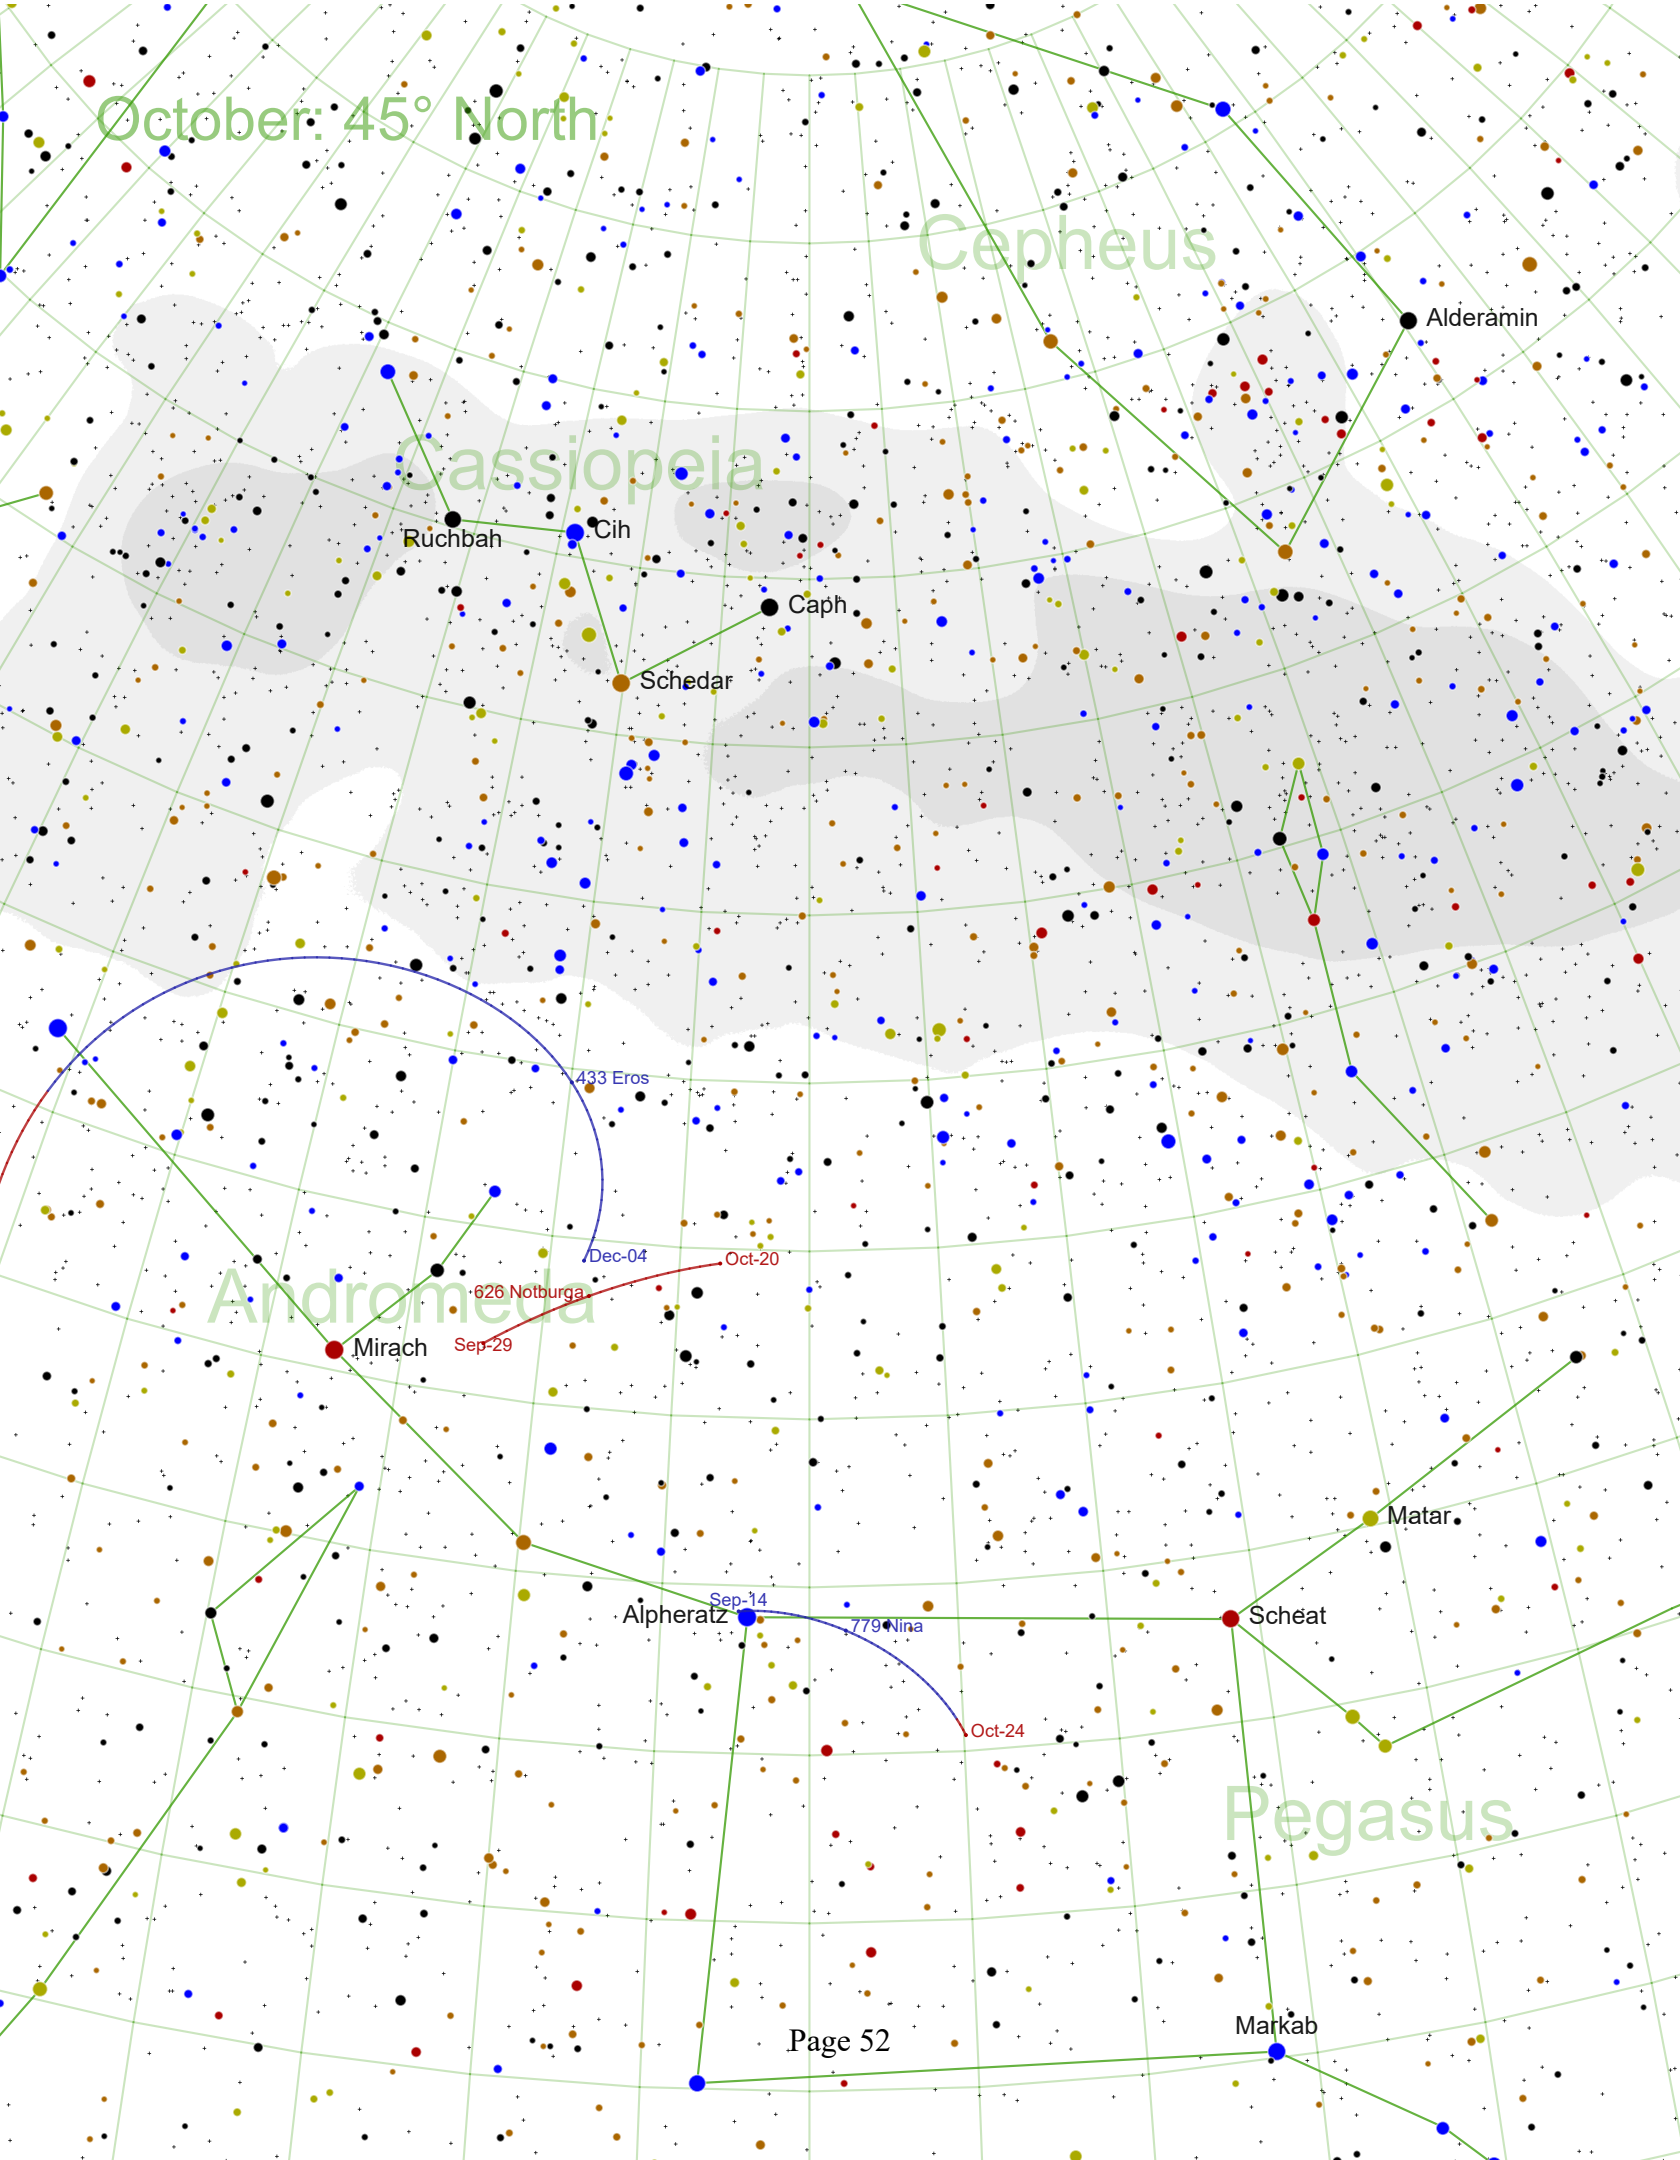 October: 45° North
Cepheus
Alderamin
Cassiopeia
Ruchbah
Cih
Caph
Schedar
433 Eros
Dec-04
Oct-20
626 Notburga
Andromeda
Sep-29
Mirach
Matar
Sep-14
Alpheratz
779 Nina
Scheat
Oct-24
Pegasus
Markab
Page 52